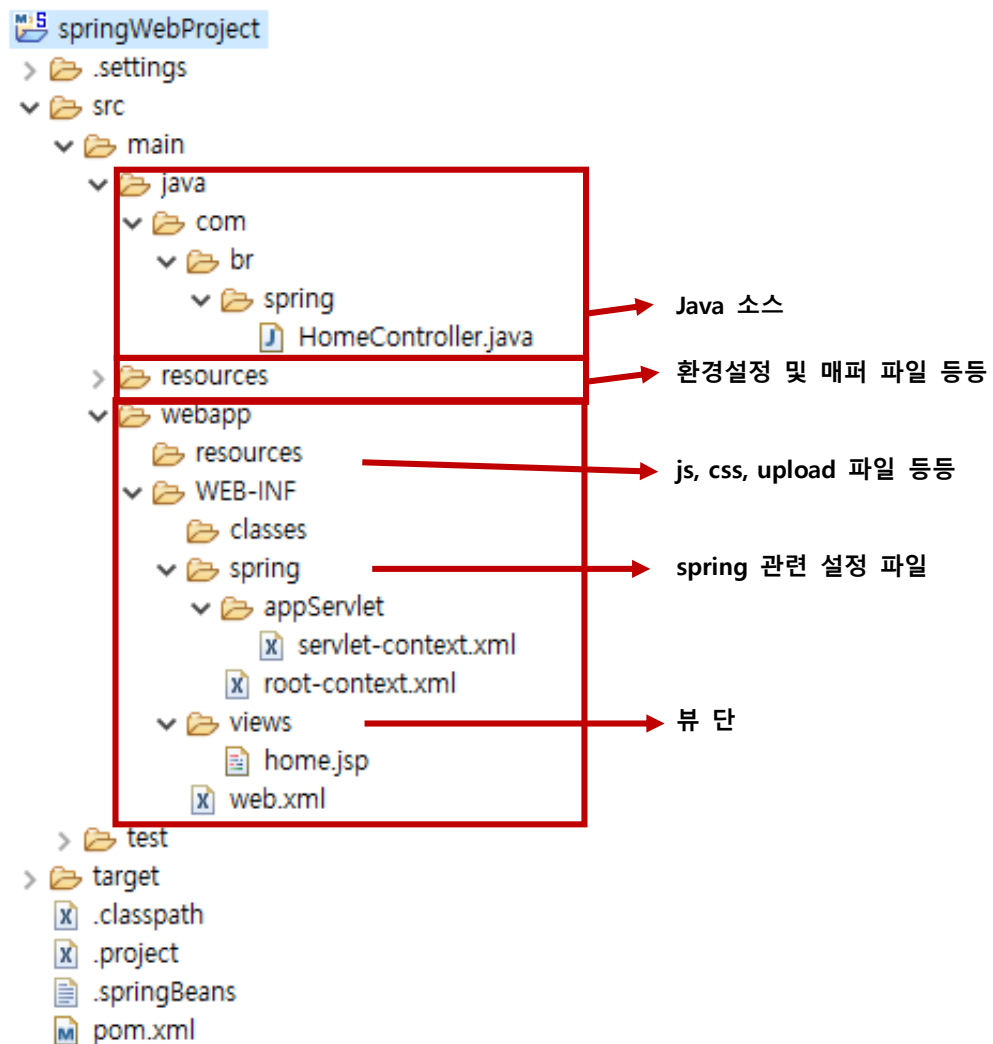 springWebProject
.settings
src
main
java
com
br
spring
HomeController.java
Java 소스
resources
환경설정 및 매퍼 파일 등등
webapp
resources
js, css, upload 파일 등등
WEB-INF
classes
spring
spring 관련 설정 파일
appServlet
servlet-context.xml
root-context.xml
views
뷰 단
home.jsp
web.xml
test
target
.classpath
.project
.springBeans
pom.xml